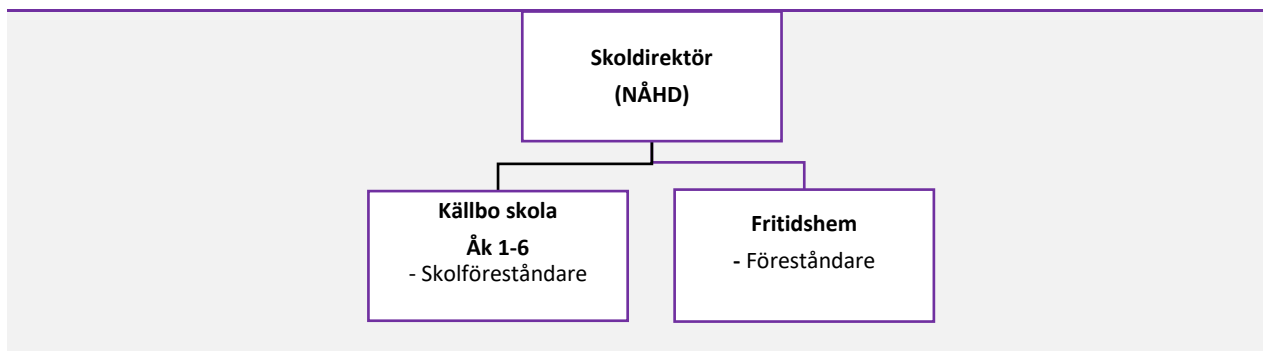 Skoldirektör
(NÅHD)
Källbo skola
Åk 1-6
- Skolföreståndare
Fritidshem
- Föreståndare